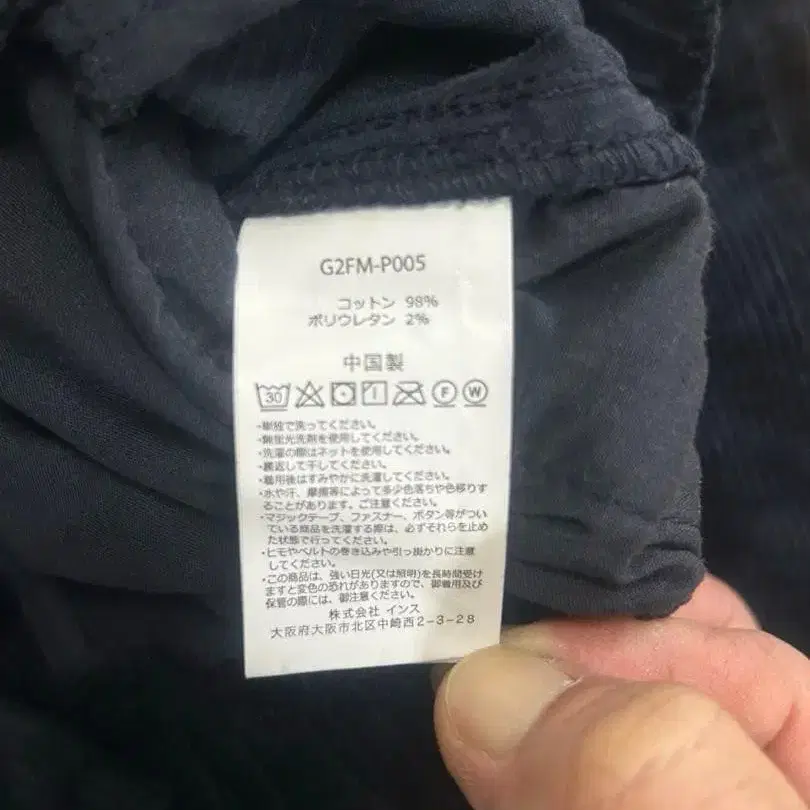 G2FM-P005
コットン 98%
ポリウレタン 2%
中国製
30
F W
・単独で洗ってください。
・無蛍光洗剤を使用してください。
・洗濯の際はネットを使用してください。
・裏返して干してください。
・着用後はすみやかに洗濯してください。
・水や汗、摩擦等によって多少色落ちや色移りす
ることがあります。ご注意ください。
・マジックテープ、ファスナー、ボタン等がつい
ている商品を洗濯する際は、必ずそれらを止め
た状態で行ってください。
・ヒモやベルトの巻き込みや引っ掛かりに注意
してください。
・この商品は、強い日光(又は照明)を長時間受け
ますと変色の恐れがありますので、御着用及び
保管の際には、御注意ください。
株式会社 インス
大阪府大阪市北区中崎西2-3-28